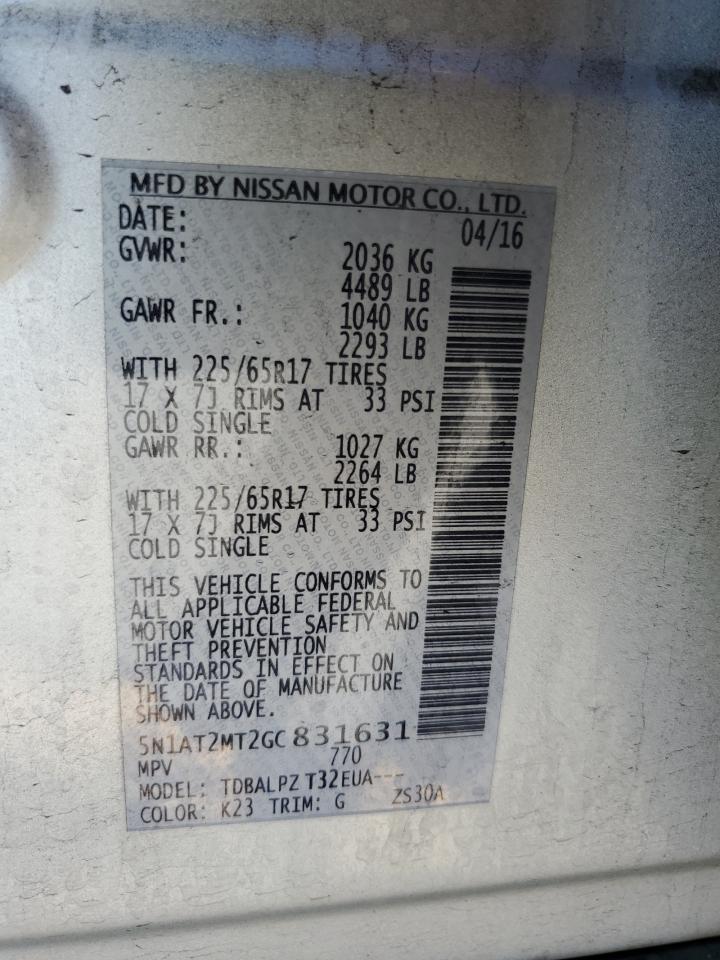 MFD BY NISSAN MOTOR CO., LTD.
DATE: 04/16
GVWR: 2036 KG
4489 LB
GAWR FR.: 1040 KG
2293 LB
WITH 225/65R17 TIRES
17 X 7J RIMS AT 33 PSI
COLD SINGLE
GAWR RR.: 1027 KG
2264 LB
WITH 225/65R17 TIRES
17 X 7J RIMS AT 33 PSI
COLD SINGLE
THIS VEHICLE CONFORMS TO
ALL APPLICABLE FEDERAL
MOTOR VEHICLE SAFETY AND
THEFT PREVENTION
STANDARDS IN EFFECT ON
THE DATE OF MANUFACTURE
SHOWN ABOVE.
5N1AT2MT2GC831631
MPV 770
MODEL: TDBALPZ T32EUA---
COLOR: K23 TRIM: G ZS30A